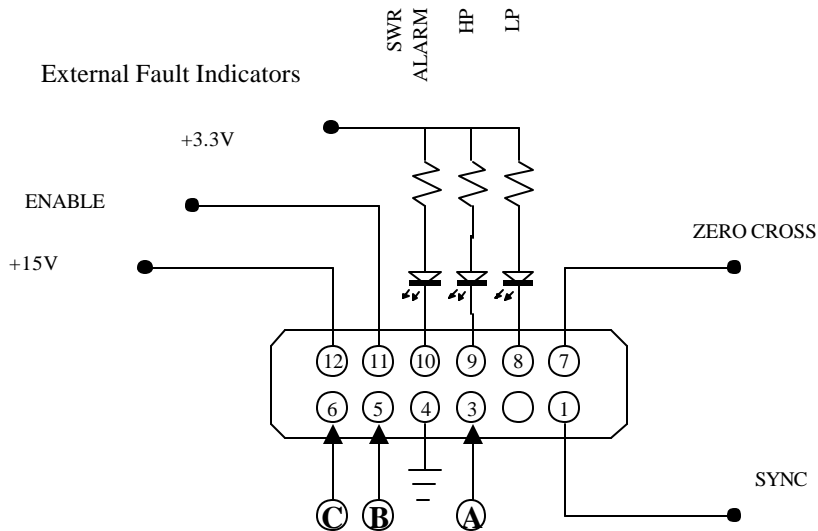 SWR
ALARM
HP
LP
External Fault Indicators
+3.3V
ENABLE
ZERO CROSS
+15V
12 11 10 9 8 7
6 5 4 3 1
SYNC
C B A